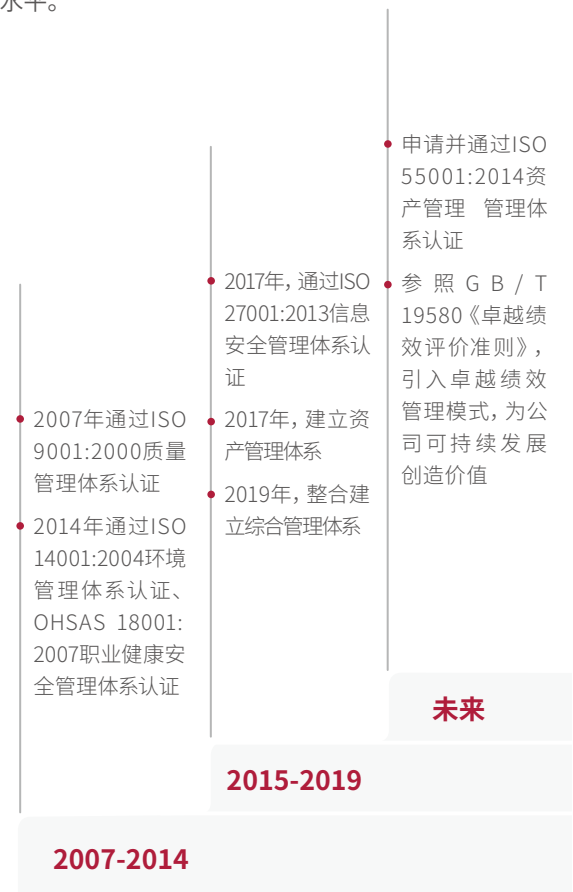 水平。
申请并通过ISO
55001:2014资
产管理 管理体
系认证
参照GB/T
19580《卓越绩
效评价准则》，
引入卓越绩效
管理模式，为公
司可持续发展
创造价值
未来
2017年，通过ISO
27001:2013信息
安全管理体系认
证
2017年，建立资
产管理体系
2019年，整合建
立综合管理体系
2015-2019
2007年通过ISO
9001:2000质量
管理体系认证
2014年通过ISO
14001:2004环境
管理体系认证、
OHSAS 18001:
2007职业健康安
全管理体系认证
2007-2014